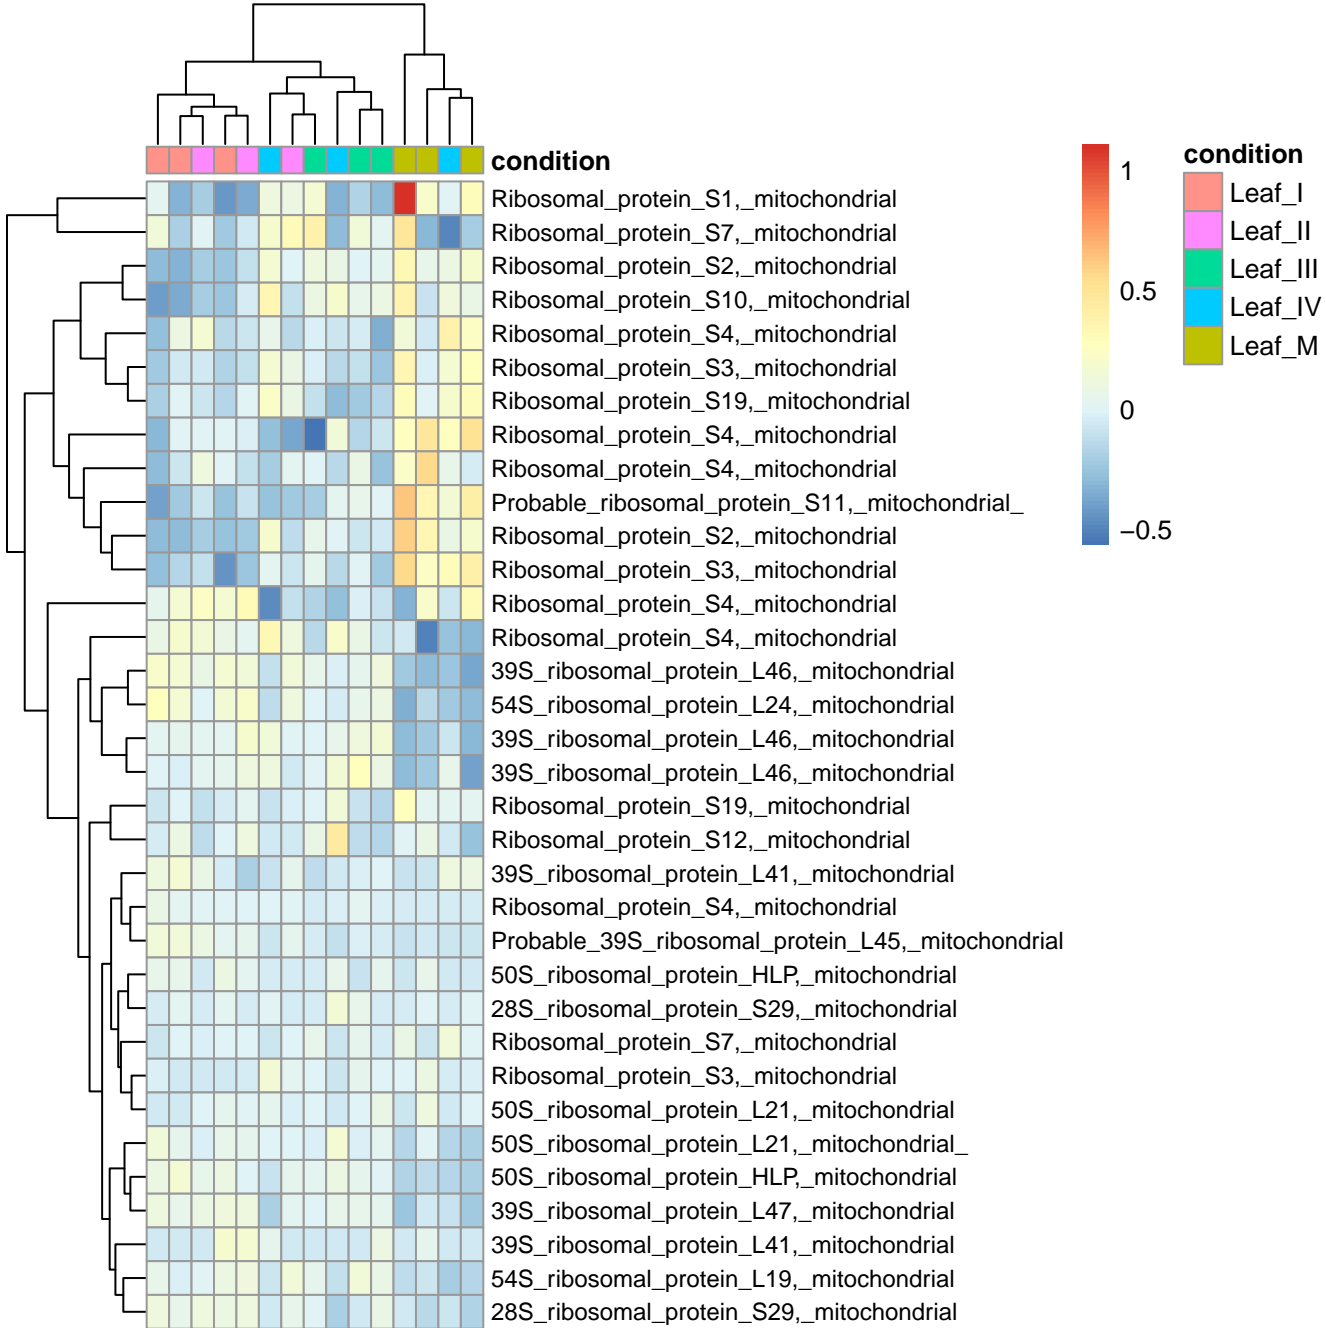 condition
Ribosomal_protein_S1,_mitochondrial
Ribosomal_protein_S7,_mitochondrial
Ribosomal_protein_S2,_mitochondrial
Ribosomal_protein_S10,_mitochondrial
Ribosomal_protein_S4,_mitochondrial
Ribosomal_protein_S3,_mitochondrial
Ribosomal_protein_S19,_mitochondrial
Ribosomal_protein_S4,_mitochondrial
Ribosomal_protein_S4,_mitochondrial
Probable_ribosomal_protein_S11,_mitochondrial_
Ribosomal_protein_S2,_mitochondrial
Ribosomal_protein_S3,_mitochondrial
Ribosomal_protein_S4,_mitochondrial
Ribosomal_protein_S4,_mitochondrial
39S_ribosomal_protein_L46,_mitochondrial
54S_ribosomal_protein_L24,_mitochondrial
39S_ribosomal_protein_L46,_mitochondrial
39S_ribosomal_protein_L46,_mitochondrial
Ribosomal_protein_S19,_mitochondrial
Ribosomal_protein_S12,_mitochondrial
39S_ribosomal_protein_L41,_mitochondrial
Ribosomal_protein_S4,_mitochondrial
Probable_39S_ribosomal_protein_L45,_mitochondrial
50S_ribosomal_protein_HLP,_mitochondrial
28S_ribosomal_protein_S29,_mitochondrial
Ribosomal_protein_S7,_mitochondrial
Ribosomal_protein_S3,_mitochondrial
50S_ribosomal_protein_L21,_mitochondrial
50S_ribosomal_protein_L21,_mitochondrial_
50S_ribosomal_protein_HLP,_mitochondrial
39S_ribosomal_protein_L47,_mitochondrial
39S_ribosomal_protein_L41,_mitochondrial
54S_ribosomal_protein_L19,_mitochondrial
28S_ribosomal_protein_S29,_mitochondrial
1
0.5
0
−0.5
condition
Leaf_I
Leaf_II
Leaf_III
Leaf_IV
Leaf_M